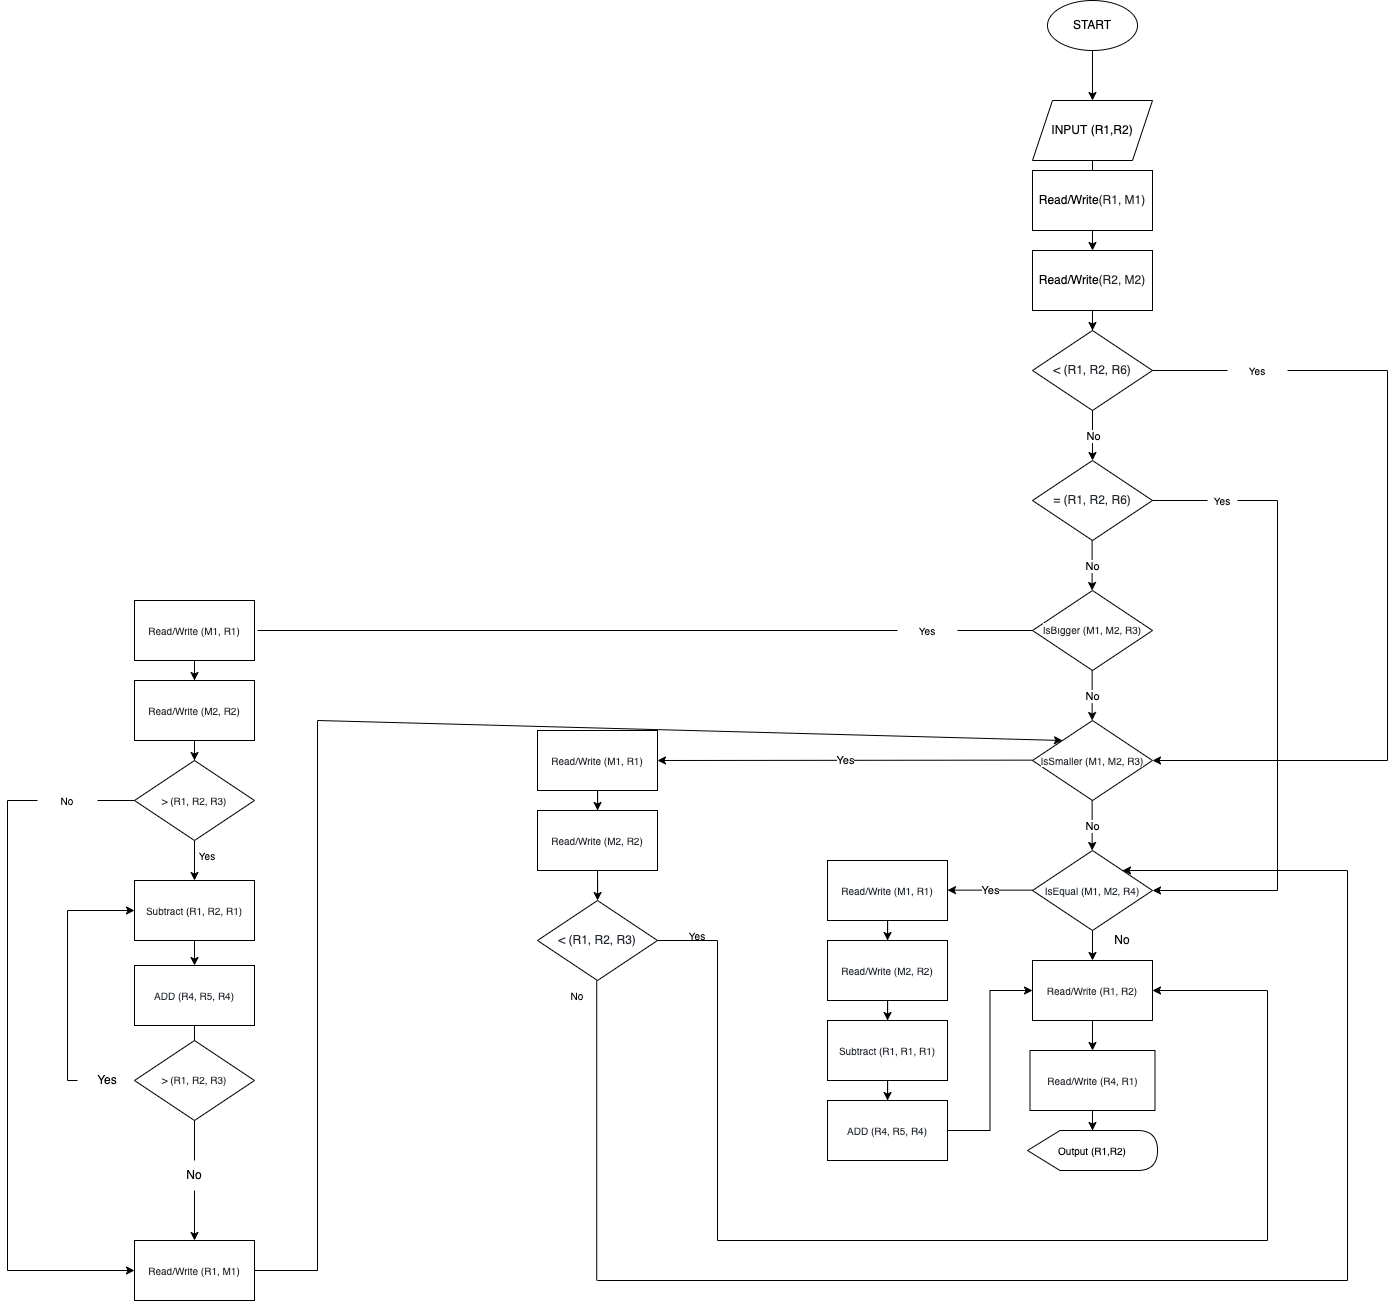 START
INPUT (R1,R2)
Read/Write(R1, M1)
Read/Write(R2, M2)
< (R1, R2, R6)
Yes
No
= (R1, R2, R6)
Yes
No
IsBigger (M1, M2, R3)
Yes
No
Read/Write (M1, R1)
Read/Write (M2, R2)
> (R1, R2, R3)
No
Yes
Subtract (R1, R2, R1)
ADD (R4, R5, R4)
> (R1, R2, R3)
Yes
No
Read/Write (R1, M1)
IsSmaller (M1, M2, R3)
Yes
No
Read/Write (M1, R1)
Read/Write (M2, R2)
< (R1, R2, R3)
Yes
No
IsEqual (M1, M2, R4)
Yes
No
Read/Write (M1, R1)
Read/Write (M2, R2)
Subtract (R1, R1, R1)
ADD (R4, R5, R4)
Read/Write (R1, R2)
Read/Write (R4, R1)
Output (R1,R2)